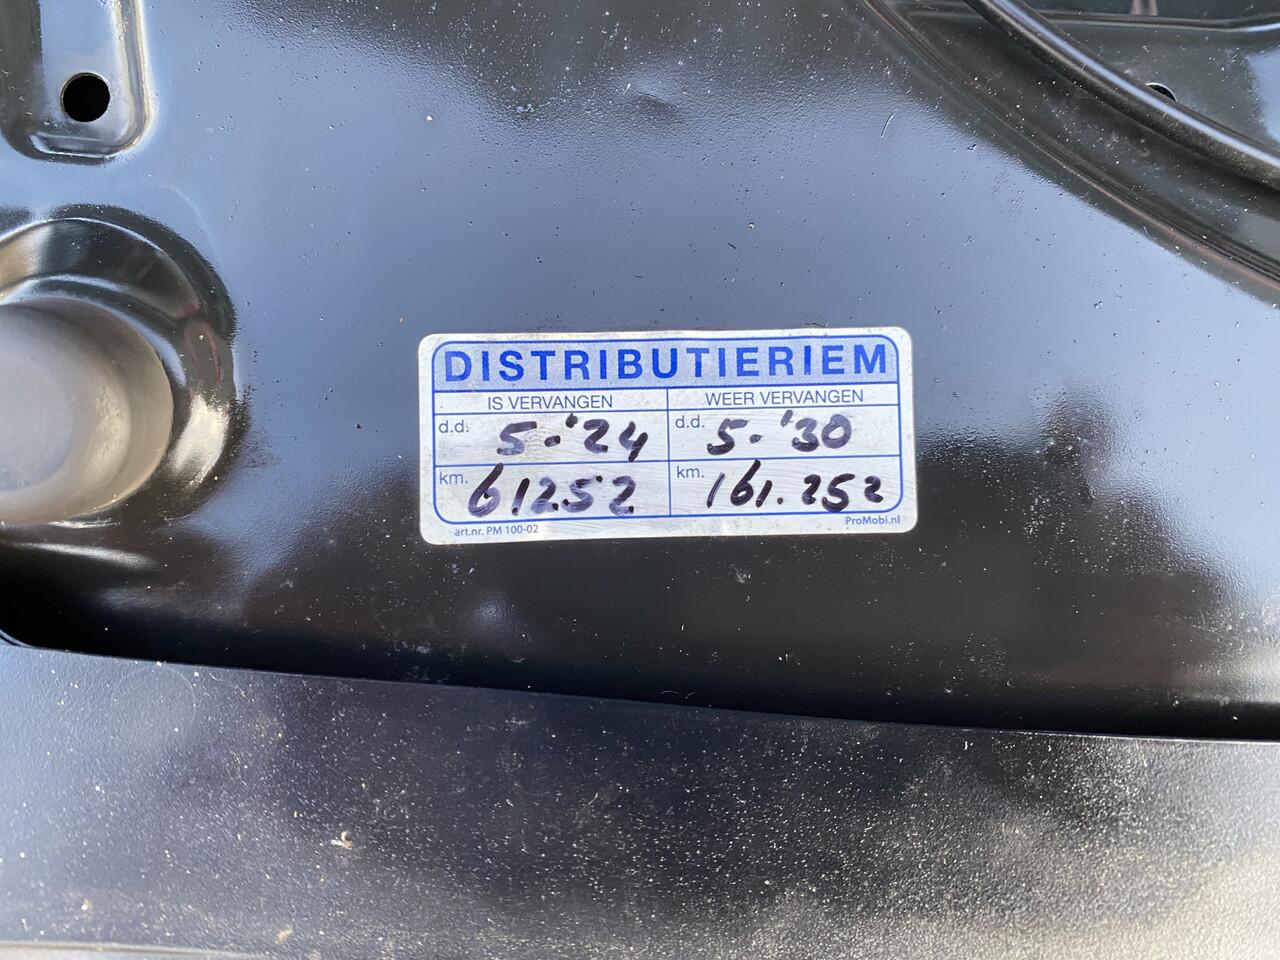 DISTRIBUTIERIEM
IS VERVANGEN WEER VERVANGEN
d.d. 5-'24 d.d. 5-'30
km. 61252 km. 161.252
art.nr. PM 100-02 ProMobi.nl